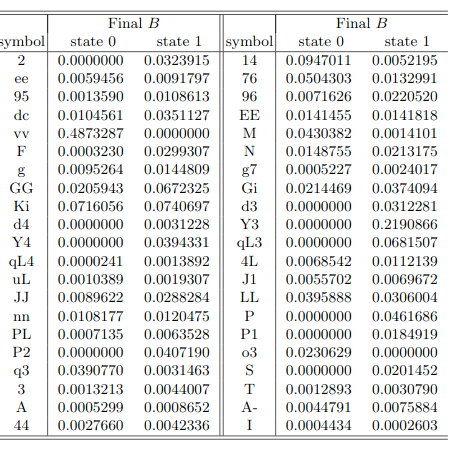 Final B Final B
symbol state 0 state 1 symbol state 0 state 1
2 0.0000000 0.0323915 14 0.0947011 0.0052195
ee 0.0059456 0.0091797 76 0.0504303 0.0132991
95 0.0013590 0.0108613 96 0.0071626 0.0220520
dc 0.0104561 0.0351127 EE 0.0141455 0.0141818
vv 0.4873287 0.0000000 M 0.0430382 0.0014101
F 0.0003230 0.0299307 N 0.0148755 0.0213175
g 0.0095264 0.0144809 g7 0.0005227 0.0024017
GG 0.0205943 0.0672325 Gi 0.0214469 0.0374094
Ki 0.0716056 0.0740697 d3 0.0000000 0.0312281
d4 0.0000000 0.0031228 Y3 0.0000000 0.2190866
Y4 0.0000000 0.0394331 qL3 0.0000000 0.0681507
qL4 0.0000241 0.0013892 4L 0.0068542 0.0112139
uL 0.0010389 0.0019307 J1 0.0055702 0.0069672
JJ 0.0089622 0.0288284 LL 0.0395888 0.0306004
nn 0.0108177 0.0120475 P 0.0000000 0.0461686
PL 0.0007135 0.0063528 P1 0.0000000 0.0184919
P2 0.0000000 0.0407190 o3 0.0230629 0.0000000
q3 0.0390770 0.0031463 S 0.0000000 0.0201452
3 0.0013213 0.0044007 T 0.0012893 0.0030790
A 0.0005299 0.0008652 A- 0.0044791 0.0075884
44 0.0027660 0.0042336 I 0.0004434 0.0002603